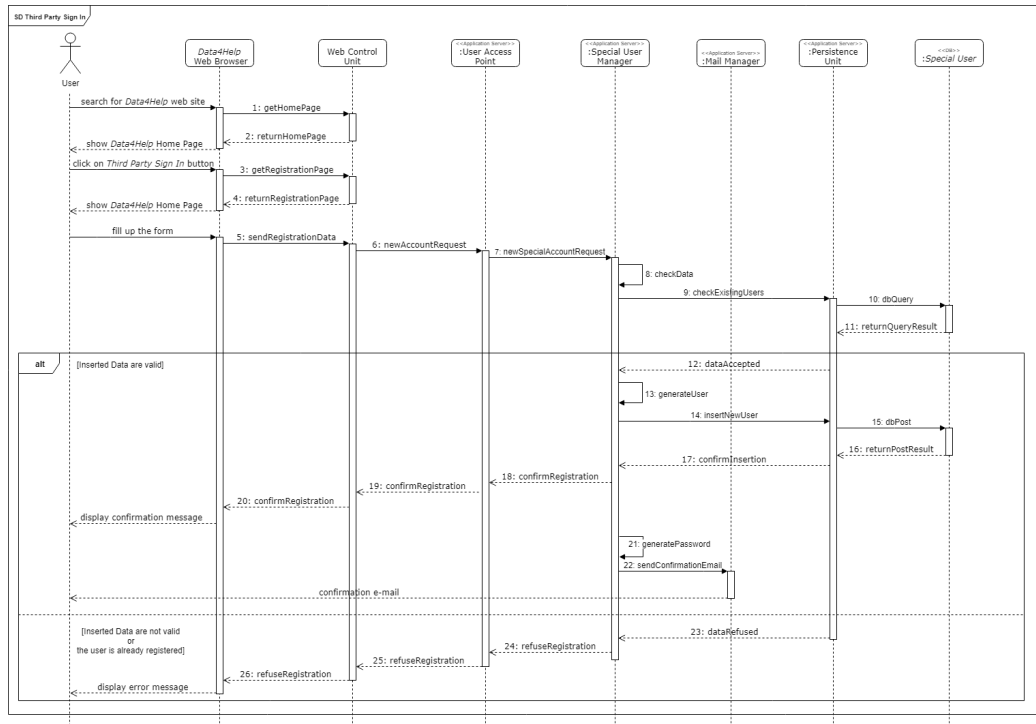 SD Third Party Sign In
User
Data4Help
Web Browser
Web Control
Unit
<<Application Server>>
:User Access
Point
<<Application Server>>
:Special User
Manager
<<Application Server>>
:Mail Manager
<<Application Server>>
:Persistence
Unit
<<DB>>
:Special User
search for Data4Help web site
1: getHomePage
2: returnHomePage
show Data4Help Home Page
click on Third Party Sign In button
3: getRegistrationPage
4: returnRegistrationPage
show Data4Help Home Page
fill up the form
5: sendRegistrationData
6: newAccountRequest
7: newSpecialAccountRequest
8: checkData
9: checkExistingUsers
10: dbQuery
11: returnQueryResult
alt
[Inserted Data are valid]
12: dataAccepted
13: generateUser
14: insertNewUser
15: dbPost
16: returnPostResult
17: confirmInsertion
18: confirmRegistration
19: confirmRegistration
20: confirmRegistration
display confirmation message
21: generatePassword
22: sendConfirmationEmail
confirmation e-mail
[Inserted Data are not valid
or
the user is already registered]
23: dataRefused
24: refuseRegistration
25: refuseRegistration
26: refuseRegistration
display error message